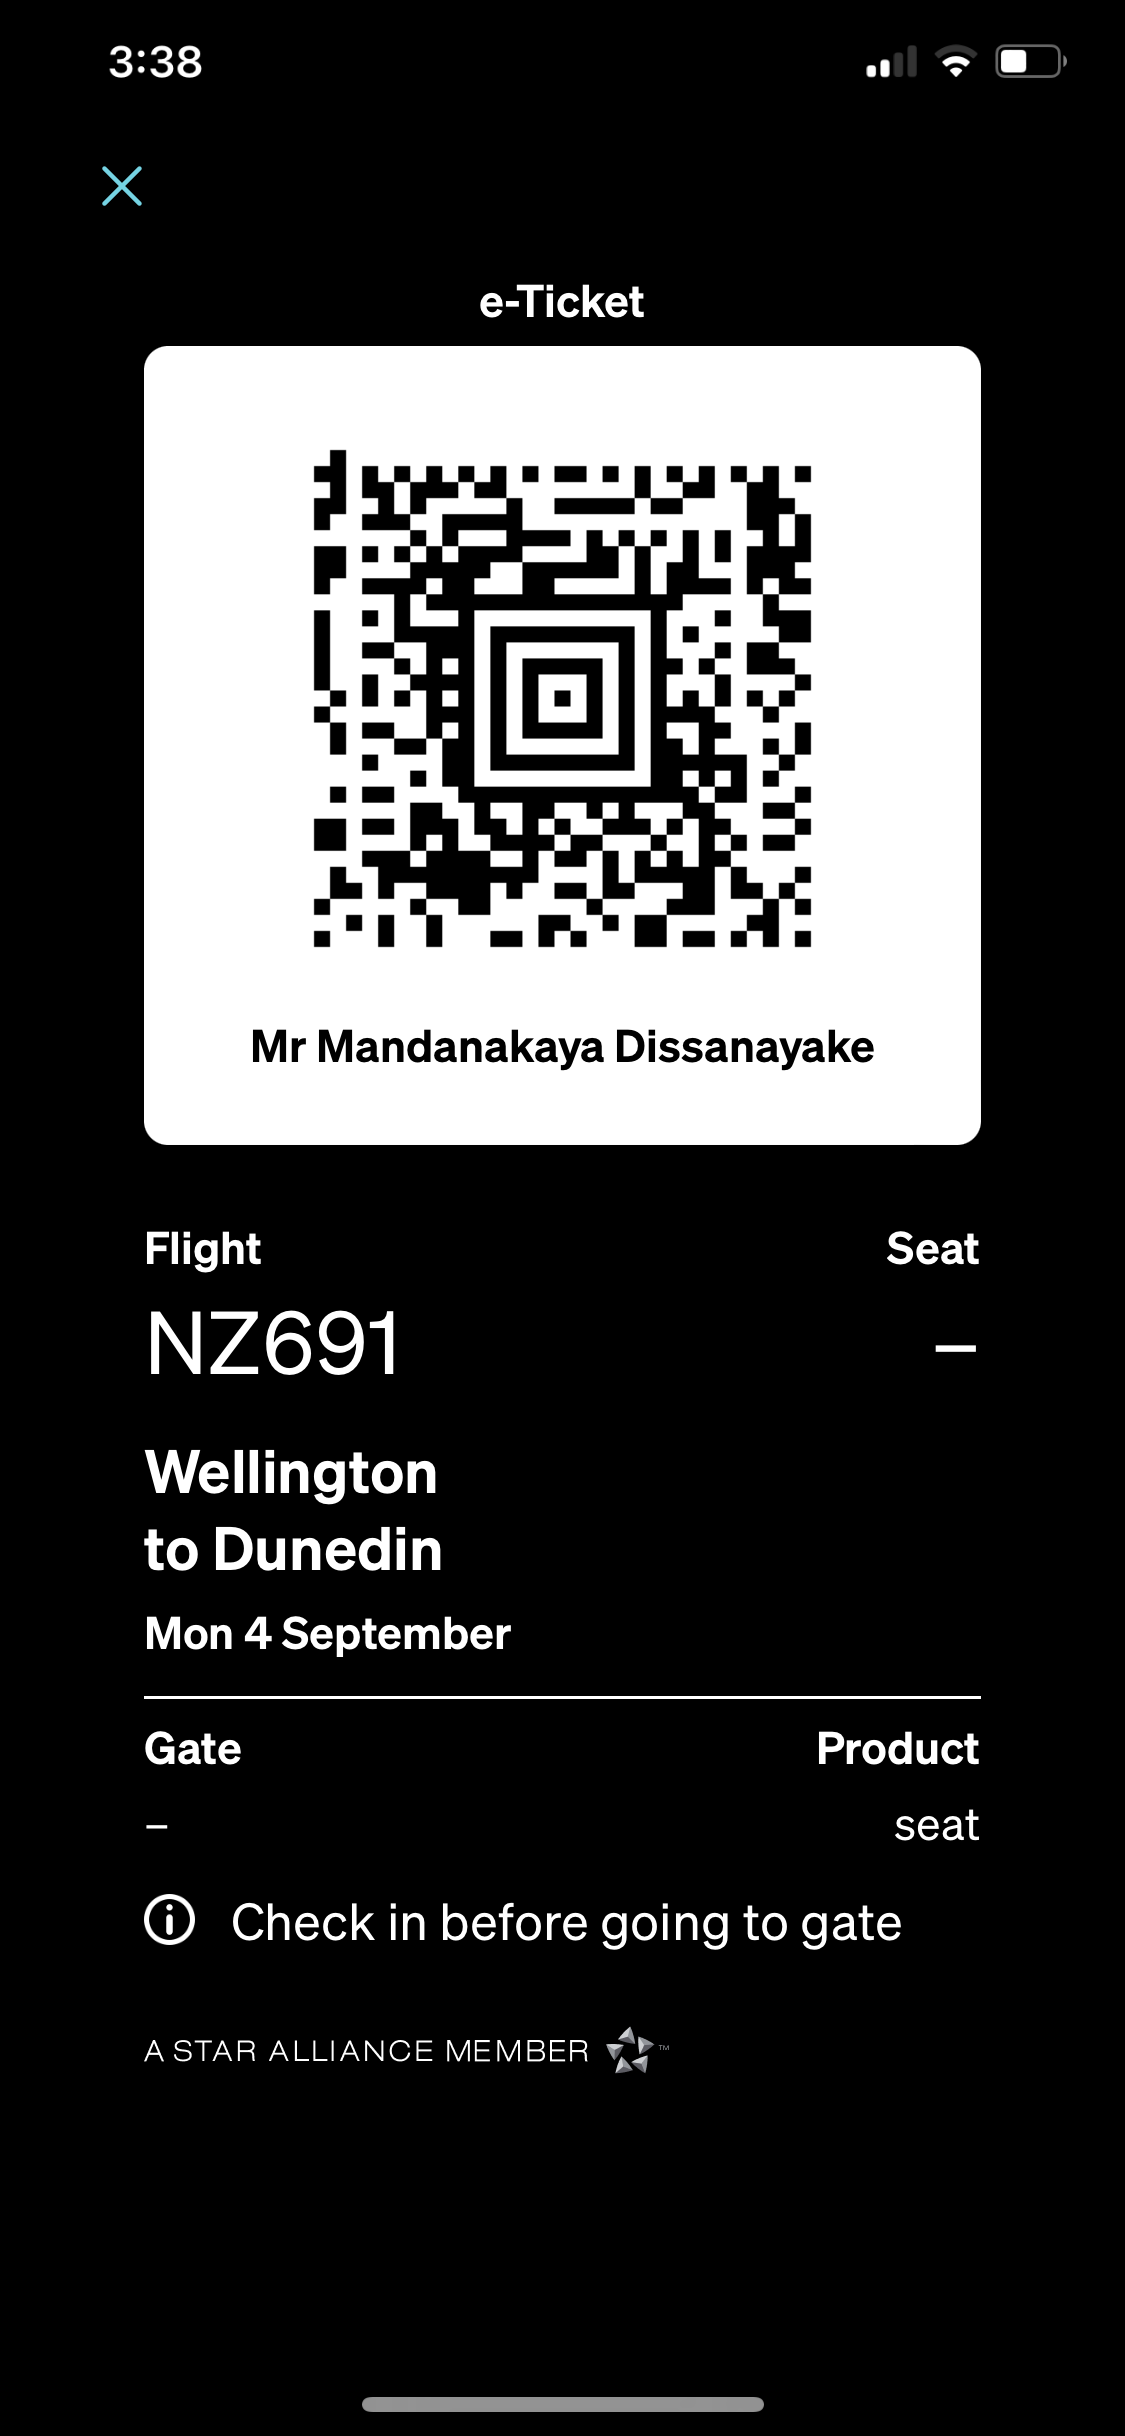 3:38
e-Ticket
Mr Mandanakaya Dissanayake
Flight Seat
NZ691 –
Wellington
to Dunedin
Mon 4 September
Gate Product
– seat
Check in before going to gate
A STAR ALLIANCE MEMBER ™